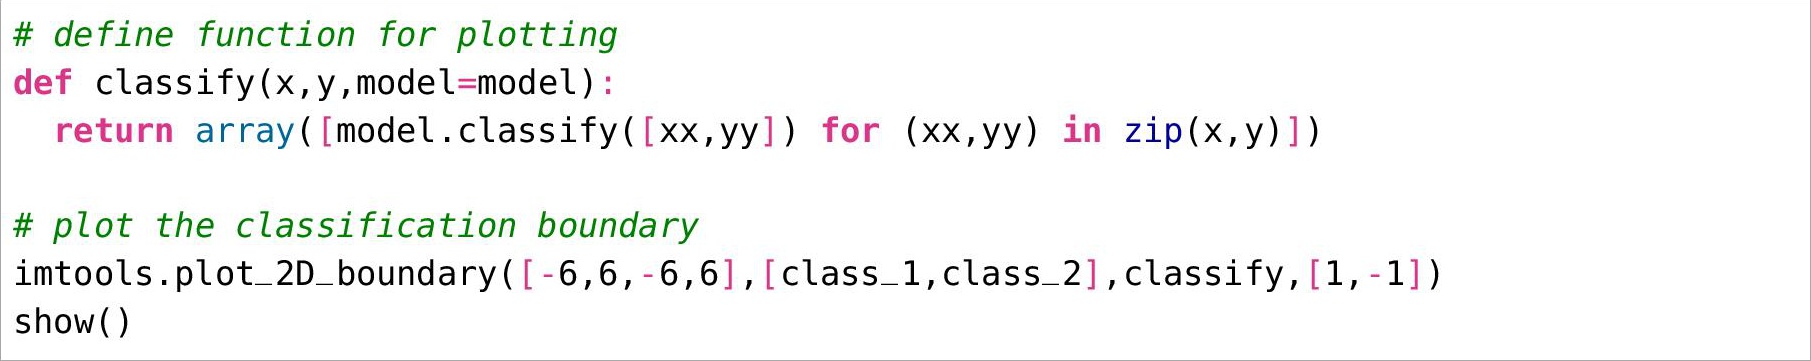 # define function for plotting
def classify(x,y,model=model):
  return array([model.classify([xx,yy]) for (xx,yy) in zip(x,y)])

# plot the classification boundary
imtools.plot_2D_boundary([-6,6,-6,6],[class_1,class_2],classify,[1,-1])
show()